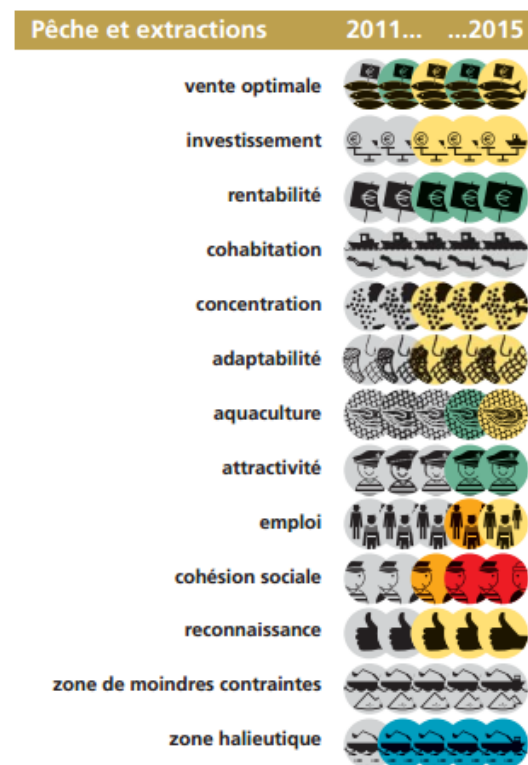 Pêche et extractions 2011... ...2015
vente optimale
investissement
rentabilité
cohabitation
concentration
adaptabilité
aquaculture
attractivité
emploi
cohésion sociale
reconnaissance
zone de moindres contraintes
zone halieutique